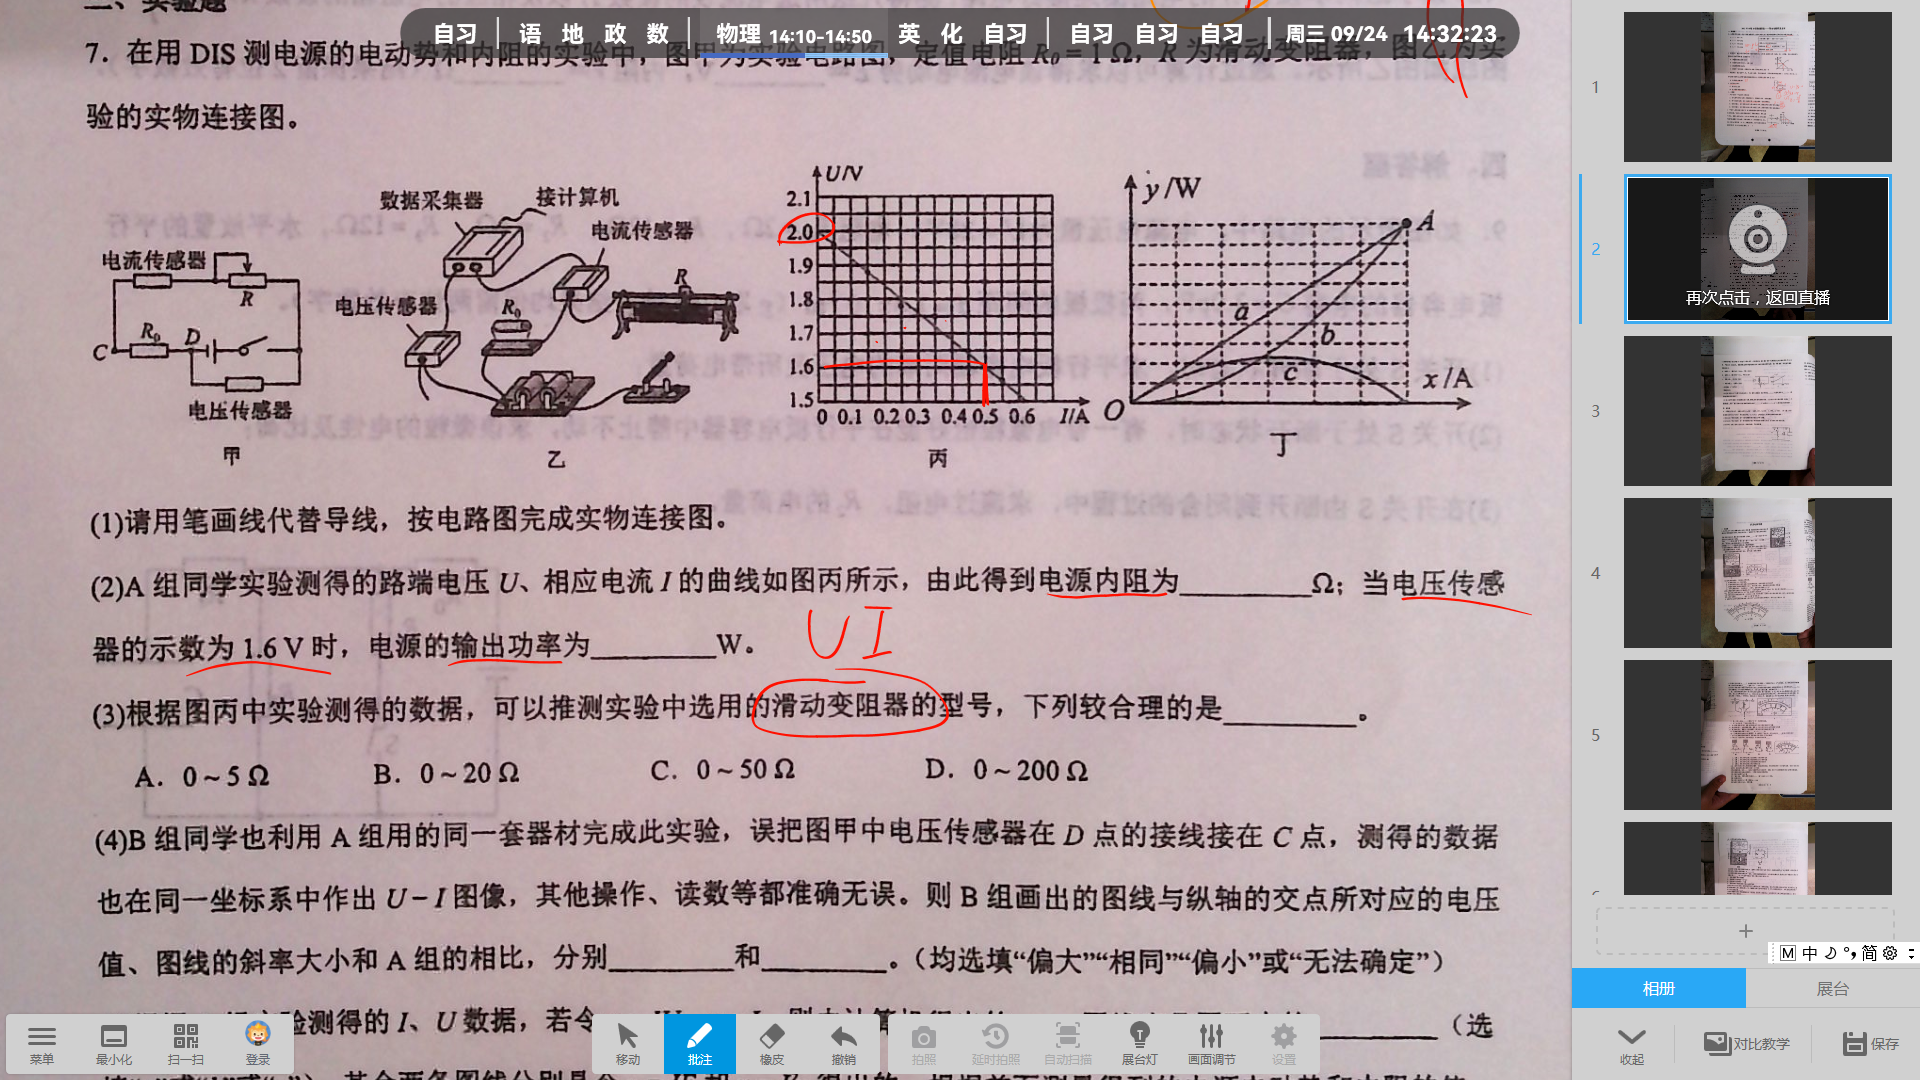 二、实验题
自习 语 地 政 数 物理 14:10-14:50 英 化 自习 自习 自习 自习 周三 09/24 14:32:23
7. 在用 DIS 测电源的电动势和内阻的实验中，图甲为实验电路图，定值电阻 R₀ = 1 Ω，R 为滑动变阻器，图乙为实
验的实物连接图。
电流传感器
R
R₀
D
C
电压传感器
甲
数据采集器
接计算机
电流传感器
电压传感器
R₀
R
乙
U/V
2.1
2.0
1.9
1.8
1.7
1.6
1.5
0 0.1 0.2 0.3 0.4 0.5 0.6 I/A
丙
y/W
A
a
b
c
x/A
O
丁
(1)请用笔画线代替导线，按电路图完成实物连接图。
(2)A 组同学实验测得的路端电压 U、相应电流 I 的曲线如图丙所示，由此得到电源内阻为________Ω；当电压传感
器的示数为 1.6 V 时，电源的输出功率为________W。
UI
(3)根据图丙中实验测得的数据，可以推测实验中选用的滑动变阻器的型号，下列较合理的是________。
A. 0～5 Ω B. 0～20 Ω C. 0～50 Ω D. 0～200 Ω
(4)B 组同学也利用 A 组用的同一套器材完成此实验，误把图甲中电压传感器在 D 点的接线接在 C 点，测得的数据
也在同一坐标系中作出 U－I 图像，其他操作、读数等都准确无误。则 B 组画出的图线与纵轴的交点所对应的电压
值、图线的斜率大小和 A 组的相比，分别________和________。（均选填“偏大”“相同”“偏小”或“无法确定”）
验测得的 I、U 数据，若令
（选
菜单 最小化 扫一扫 登录 移动 批注 橡皮 撤销 拍照 延时拍照 自动扫描 展台灯 画面调节 设置
1
2
再次点击，返回直播
3
4
5
+
M 中 简
相册 展台
收起 对比教学 保存